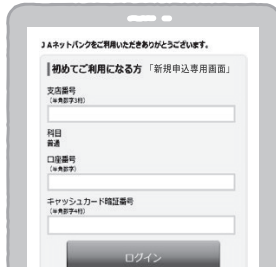 JAネットバンクをご利用いただきありがとうございます。
初めてご利用になる方「新規申込専用画面」
支店番号
(半角数字3桁)
科目
普通
口座番号
(半角数字)
キャッシュカード暗証番号
(半角数字4桁)
ログイン